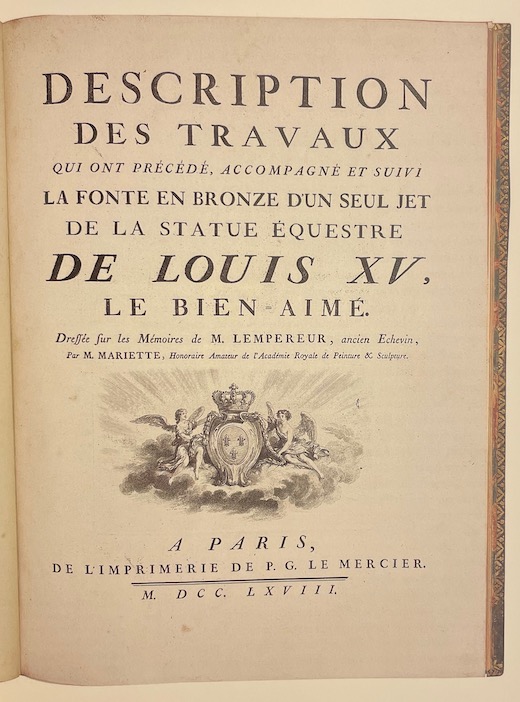 DESCRIPTION
DES TRAVAUX
QUI ONT PRÉCÉDÉ, ACCOMPAGNÉ ET SUIVI
LA FONTE EN BRONZE D'UN SEUL JET
DE LA STATUE ÉQUESTRE
DE LOUIS XV,
LE BIEN-AIMÉ.
Dreſſée ſur les Mémoires de M. LEMPEREUR, ancien Echevin,
Par M. MARIETTE, Honoraire Amateur de l'Académie Royale de Peinture & Sculpture.
A PARIS,
DE L'IMPRIMERIE DE P. G. LE MERCIER.
M. DCC. LXVIII.